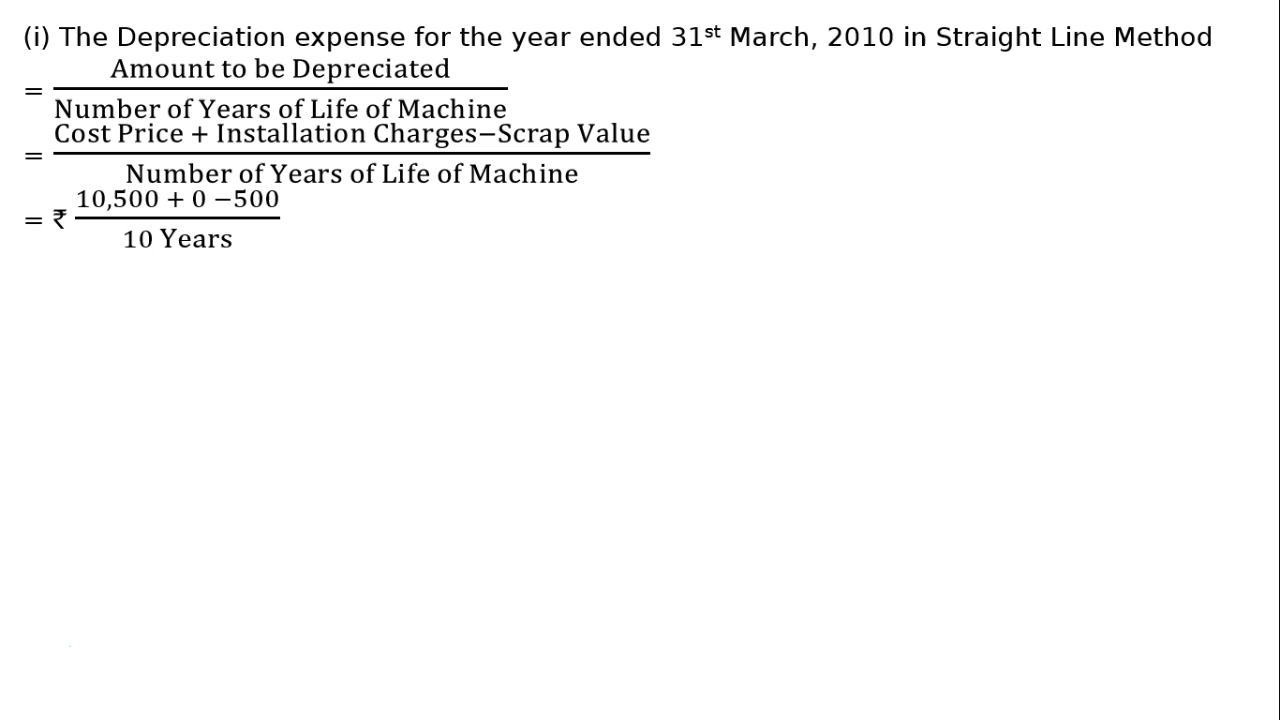 (i) The Depreciation expense for the year ended 31st March, 2010 in Straight Line Method
= Amount to be Depreciated
Number of Years of Life of Machine
= Cost Price + Installation Charges−Scrap Value
Number of Years of Life of Machine
= ₹ 10,500 + 0 −500
10 Years